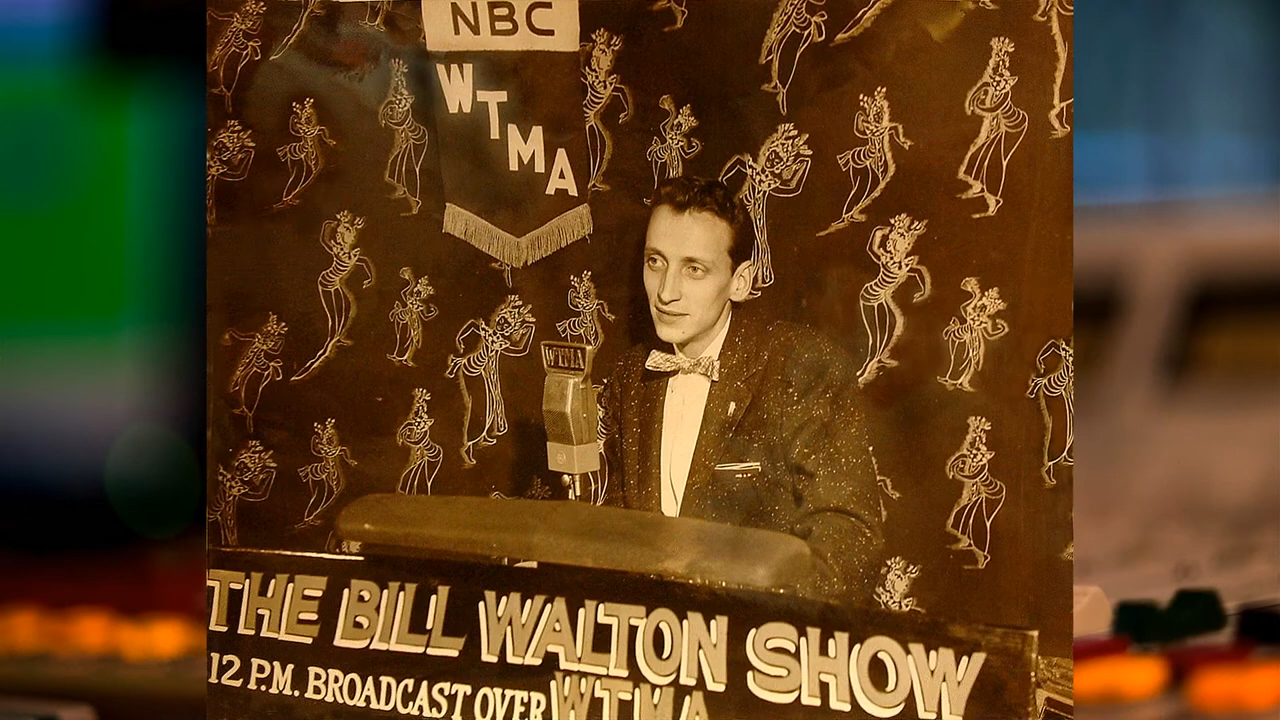 NBC
WTMA
WTMA
THE BILL WALTON SHOW
12 P.M. BROADCAST OVER WTMA